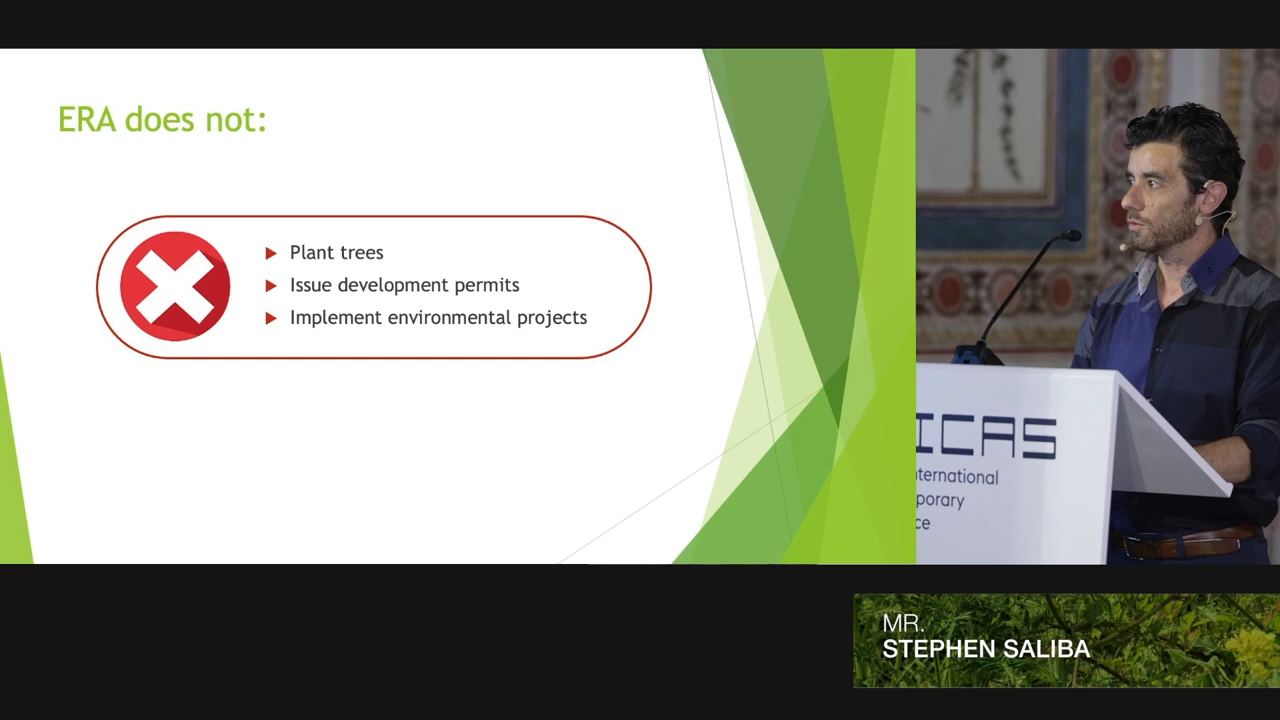 ERA does not:
Plant trees
Issue development permits
Implement environmental projects
ICAS
nternational
porary
ce
MR.
STEPHEN SALIBA